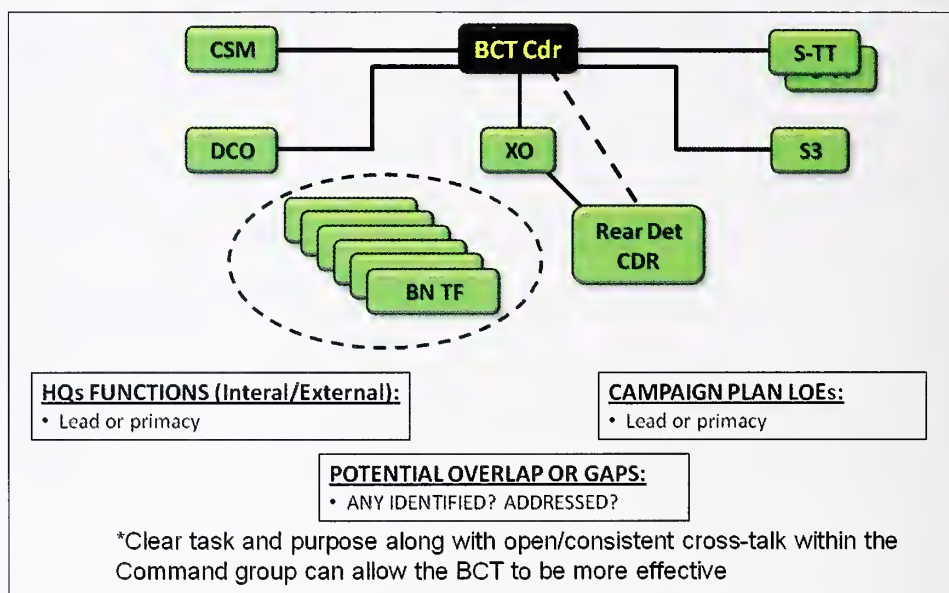 CSM
BCT Cdr
S-TT
DCO
XO
S3
Rear Det
CDR
BN TF
HQs FUNCTIONS (Interal/External):
• Lead or primacy
CAMPAIGN PLAN LOEs:
• Lead or primacy
POTENTIAL OVERLAP OR GAPS:
• ANY IDENTIFIED? ADDRESSED?
*Clear task and purpose along with open/consistent cross-talk within the
Command group can allow the BCT to be more effective